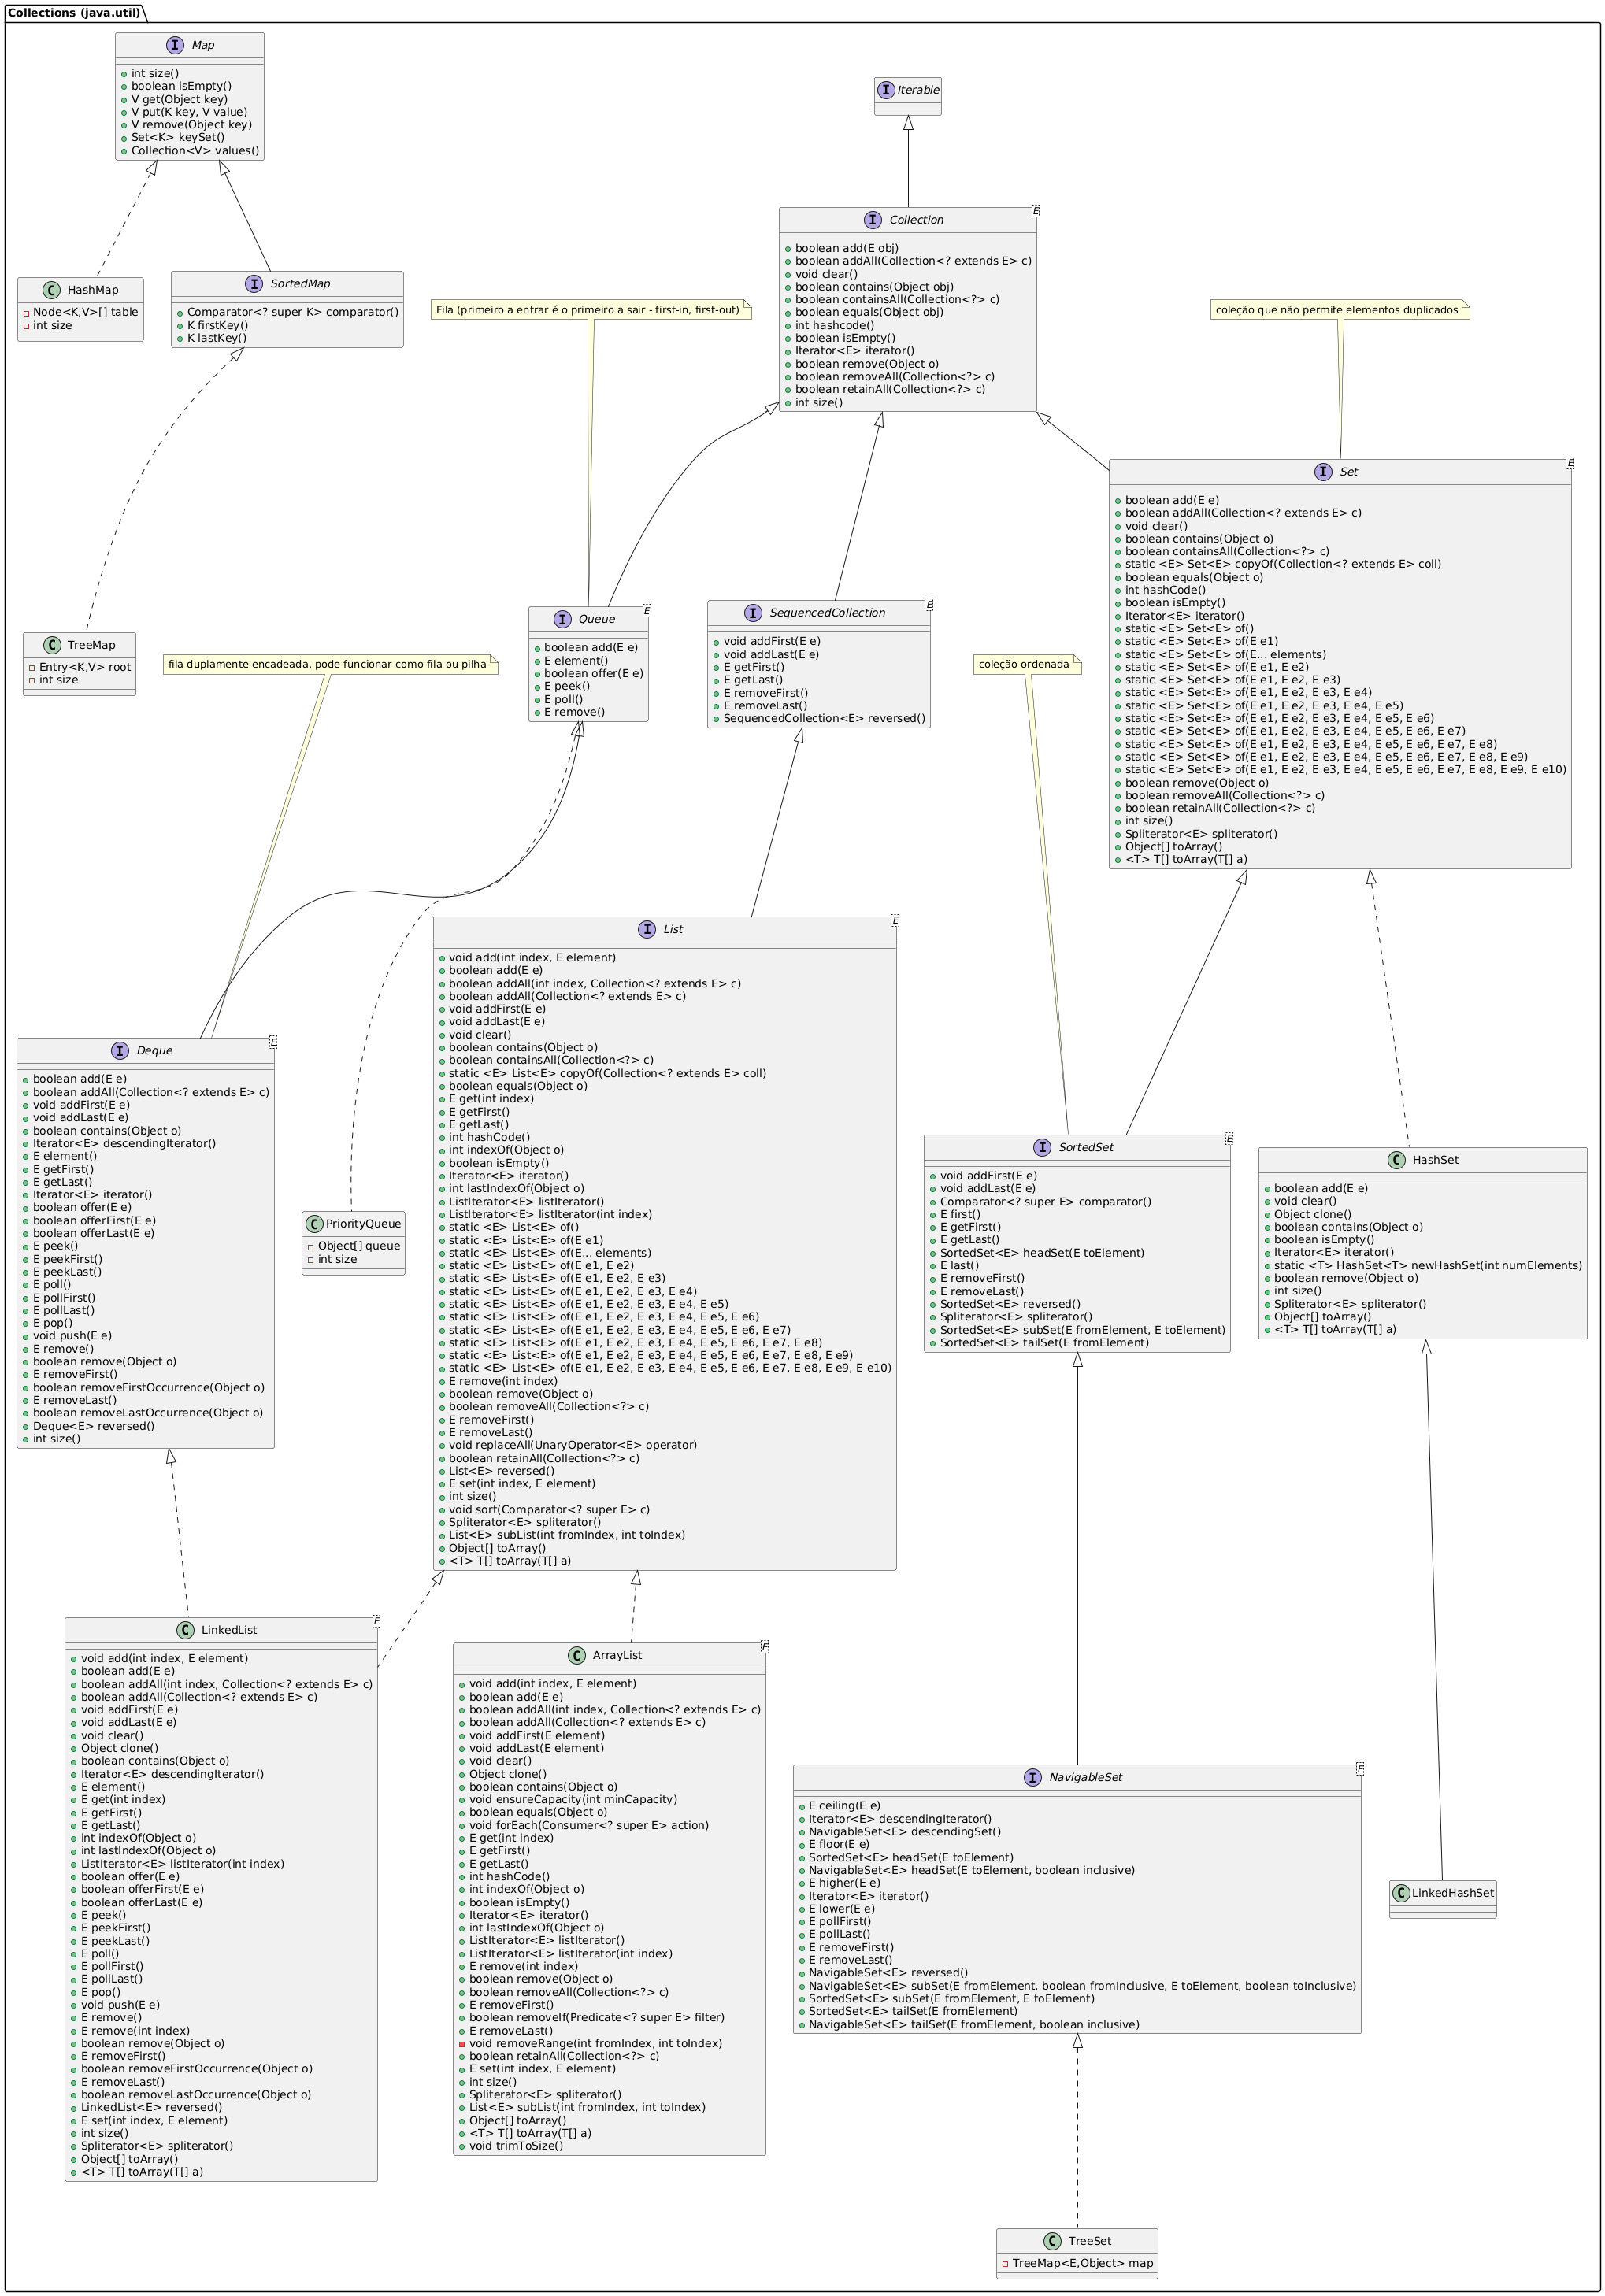 Collections (java.util)
I Map
int size()
boolean isEmpty()
V get(Object key)
V put(K key, V value)
V remove(Object key)
Set<K> keySet()
Collection<V> values()
I Iterable
I Collection
E
boolean add(E obj)
boolean addAll(Collection<? extends E> c)
void clear()
boolean contains(Object obj)
boolean containsAll(Collection<?> c)
boolean equals(Object obj)
int hashcode()
boolean isEmpty()
Iterator<E> iterator()
boolean remove(Object o)
boolean removeAll(Collection<?> c)
boolean retainAll(Collection<?> c)
int size()
C HashMap
Node<K,V>[] table
int size
I SortedMap
Comparator<? super K> comparator()
K firstKey()
K lastKey()
Fila (primeiro a entrar é o primeiro a sair - first-in, first-out)
coleção que não permite elementos duplicados
I Set
E
boolean add(E e)
boolean addAll(Collection<? extends E> c)
void clear()
boolean contains(Object o)
boolean containsAll(Collection<?> c)
static <E> Set<E> copyOf(Collection<? extends E> coll)
boolean equals(Object o)
int hashCode()
boolean isEmpty()
Iterator<E> iterator()
static <E> Set<E> of()
static <E> Set<E> of(E e1)
static <E> Set<E> of(E... elements)
static <E> Set<E> of(E e1, E e2)
static <E> Set<E> of(E e1, E e2, E e3)
static <E> Set<E> of(E e1, E e2, E e3, E e4)
static <E> Set<E> of(E e1, E e2, E e3, E e4, E e5)
static <E> Set<E> of(E e1, E e2, E e3, E e4, E e5, E e6)
static <E> Set<E> of(E e1, E e2, E e3, E e4, E e5, E e6, E e7)
static <E> Set<E> of(E e1, E e2, E e3, E e4, E e5, E e6, E e7, E e8)
static <E> Set<E> of(E e1, E e2, E e3, E e4, E e5, E e6, E e7, E e8, E e9)
static <E> Set<E> of(E e1, E e2, E e3, E e4, E e5, E e6, E e7, E e8, E e9, E e10)
boolean remove(Object o)
boolean removeAll(Collection<?> c)
boolean retainAll(Collection<?> c)
int size()
Spliterator<E> spliterator()
Object[] toArray()
<T> T[] toArray(T[] a)
C TreeMap
Entry<K,V> root
int size
fila duplamente encadeada, pode funcionar como fila ou pilha
I Queue
E
boolean add(E e)
E element()
boolean offer(E e)
E peek()
E poll()
E remove()
I SequencedCollection
E
void addFirst(E e)
void addLast(E e)
E getFirst()
E getLast()
E removeFirst()
E removeLast()
SequencedCollection<E> reversed()
coleção ordenada
I Deque
E
boolean add(E e)
boolean addAll(Collection<? extends E> c)
void addFirst(E e)
void addLast(E e)
boolean contains(Object o)
Iterator<E> descendingIterator()
E element()
E getFirst()
E getLast()
Iterator<E> iterator()
boolean offer(E e)
boolean offerFirst(E e)
boolean offerLast(E e)
E peek()
E peekFirst()
E peekLast()
E poll()
E pollFirst()
E pollLast()
E pop()
void push(E e)
E remove()
boolean remove(Object o)
E removeFirst()
boolean removeFirstOccurrence(Object o)
E removeLast()
boolean removeLastOccurrence(Object o)
Deque<E> reversed()
int size()
C PriorityQueue
Object[] queue
int size
I List
E
void add(int index, E element)
boolean add(E e)
boolean addAll(int index, Collection<? extends E> c)
boolean addAll(Collection<? extends E> c)
void addFirst(E e)
void addLast(E e)
void clear()
boolean contains(Object o)
boolean containsAll(Collection<?> c)
static <E> List<E> copyOf(Collection<? extends E> coll)
boolean equals(Object o)
E get(int index)
E getFirst()
E getLast()
int hashCode()
int indexOf(Object o)
boolean isEmpty()
Iterator<E> iterator()
int lastIndexOf(Object o)
ListIterator<E> listIterator()
ListIterator<E> listIterator(int index)
static <E> List<E> of()
static <E> List<E> of(E e1)
static <E> List<E> of(E... elements)
static <E> List<E> of(E e1, E e2)
static <E> List<E> of(E e1, E e2, E e3)
static <E> List<E> of(E e1, E e2, E e3, E e4)
static <E> List<E> of(E e1, E e2, E e3, E e4, E e5)
static <E> List<E> of(E e1, E e2, E e3, E e4, E e5, E e6)
static <E> List<E> of(E e1, E e2, E e3, E e4, E e5, E e6, E e7)
static <E> List<E> of(E e1, E e2, E e3, E e4, E e5, E e6, E e7, E e8)
static <E> List<E> of(E e1, E e2, E e3, E e4, E e5, E e6, E e7, E e8, E e9)
static <E> List<E> of(E e1, E e2, E e3, E e4, E e5, E e6, E e7, E e8, E e9, E e10)
E remove(int index)
boolean remove(Object o)
boolean removeAll(Collection<?> c)
E removeFirst()
E removeLast()
void replaceAll(UnaryOperator<E> operator)
boolean retainAll(Collection<?> c)
List<E> reversed()
E set(int index, E element)
int size()
void sort(Comparator<? super E> c)
Spliterator<E> spliterator()
List<E> subList(int fromIndex, int toIndex)
Object[] toArray()
<T> T[] toArray(T[] a)
I SortedSet
E
void addFirst(E e)
void addLast(E e)
Comparator<? super E> comparator()
E first()
E getFirst()
E getLast()
SortedSet<E> headSet(E toElement)
E last()
E removeFirst()
E removeLast()
SortedSet<E> reversed()
Spliterator<E> spliterator()
SortedSet<E> subSet(E fromElement, E toElement)
SortedSet<E> tailSet(E fromElement)
C HashSet
boolean add(E e)
void clear()
Object clone()
boolean contains(Object o)
boolean isEmpty()
Iterator<E> iterator()
static <T> HashSet<T> newHashSet(int numElements)
boolean remove(Object o)
int size()
Spliterator<E> spliterator()
Object[] toArray()
<T> T[] toArray(T[] a)
C LinkedList
E
void add(int index, E element)
boolean add(E e)
boolean addAll(int index, Collection<? extends E> c)
boolean addAll(Collection<? extends E> c)
void addFirst(E e)
void addLast(E e)
void clear()
Object clone()
boolean contains(Object o)
Iterator<E> descendingIterator()
E element()
E get(int index)
E getFirst()
E getLast()
int indexOf(Object o)
int lastIndexOf(Object o)
ListIterator<E> listIterator(int index)
boolean offer(E e)
boolean offerFirst(E e)
boolean offerLast(E e)
E peek()
E peekFirst()
E peekLast()
E poll()
E pollFirst()
E pollLast()
E pop()
void push(E e)
E remove()
E remove(int index)
boolean remove(Object o)
E removeFirst()
boolean removeFirstOccurrence(Object o)
E removeLast()
boolean removeLastOccurrence(Object o)
LinkedList<E> reversed()
E set(int index, E element)
int size()
Spliterator<E> spliterator()
Object[] toArray()
<T> T[] toArray(T[] a)
C ArrayList
E
void add(int index, E element)
boolean add(E e)
boolean addAll(int index, Collection<? extends E> c)
boolean addAll(Collection<? extends E> c)
void addFirst(E element)
void addLast(E element)
void clear()
Object clone()
boolean contains(Object o)
void ensureCapacity(int minCapacity)
boolean equals(Object o)
void forEach(Consumer<? super E> action)
E get(int index)
E getFirst()
E getLast()
int hashCode()
int indexOf(Object o)
boolean isEmpty()
Iterator<E> iterator()
int lastIndexOf(Object o)
ListIterator<E> listIterator()
ListIterator<E> listIterator(int index)
E remove(int index)
boolean remove(Object o)
boolean removeAll(Collection<?> c)
E removeFirst()
boolean removeIf(Predicate<? super E> filter)
E removeLast()
void removeRange(int fromIndex, int toIndex)
boolean retainAll(Collection<?> c)
E set(int index, E element)
int size()
Spliterator<E> spliterator()
List<E> subList(int fromIndex, int toIndex)
Object[] toArray()
<T> T[] toArray(T[] a)
void trimToSize()
I NavigableSet
E
E ceiling(E e)
Iterator<E> descendingIterator()
NavigableSet<E> descendingSet()
E floor(E e)
SortedSet<E> headSet(E toElement)
NavigableSet<E> headSet(E toElement, boolean inclusive)
E higher(E e)
Iterator<E> iterator()
E lower(E e)
E pollFirst()
E pollLast()
E removeFirst()
E removeLast()
NavigableSet<E> reversed()
NavigableSet<E> subSet(E fromElement, boolean fromInclusive, E toElement, boolean toInclusive)
SortedSet<E> subSet(E fromElement, E toElement)
SortedSet<E> tailSet(E fromElement)
NavigableSet<E> tailSet(E fromElement, boolean inclusive)
C LinkedHashSet
C TreeSet
TreeMap<E,Object> map